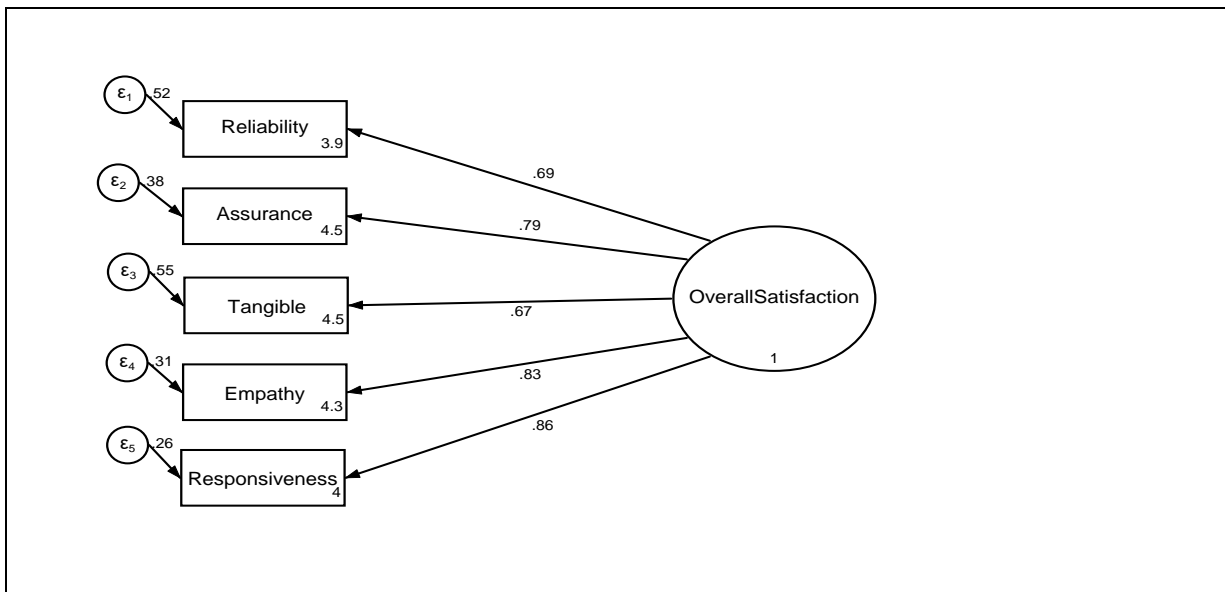 ε1 .52
Reliability
3.9
.69
ε2 .38
Assurance
4.5
.79
ε3 .55
Tangible
4.5
.67
OverallSatisfaction
1
ε4 .31
Empathy
4.3
.83
ε5 .26
Responsiveness
4
.86